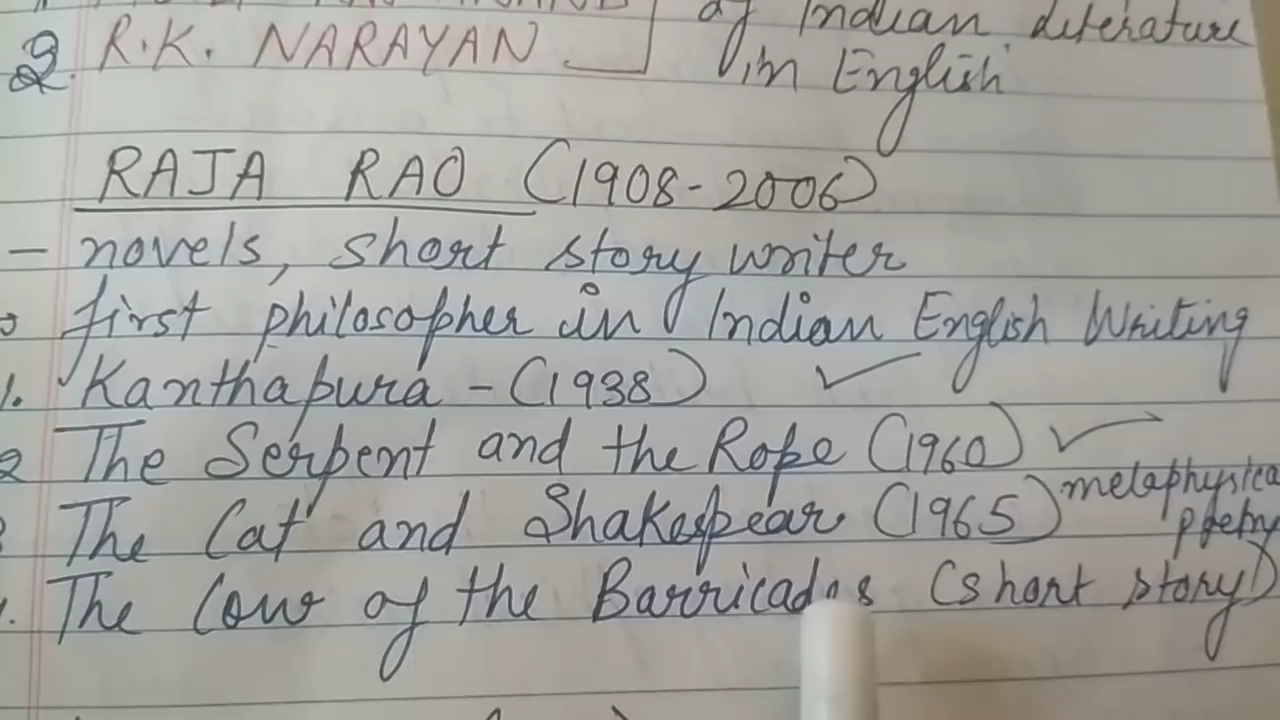 of Indian Literature
2. R.K. NARAYAN in English
RAJA RAO (1908-2006)
- novels, short story writer
first philosopher in Indian English Writing
1. Kanthapura - (1938) ✓
2 The Serpent and the Rope (1960) ✓
The Cat and Shakespear (1965) metaphysica
poetry
The Cow of the Barricades (short story)